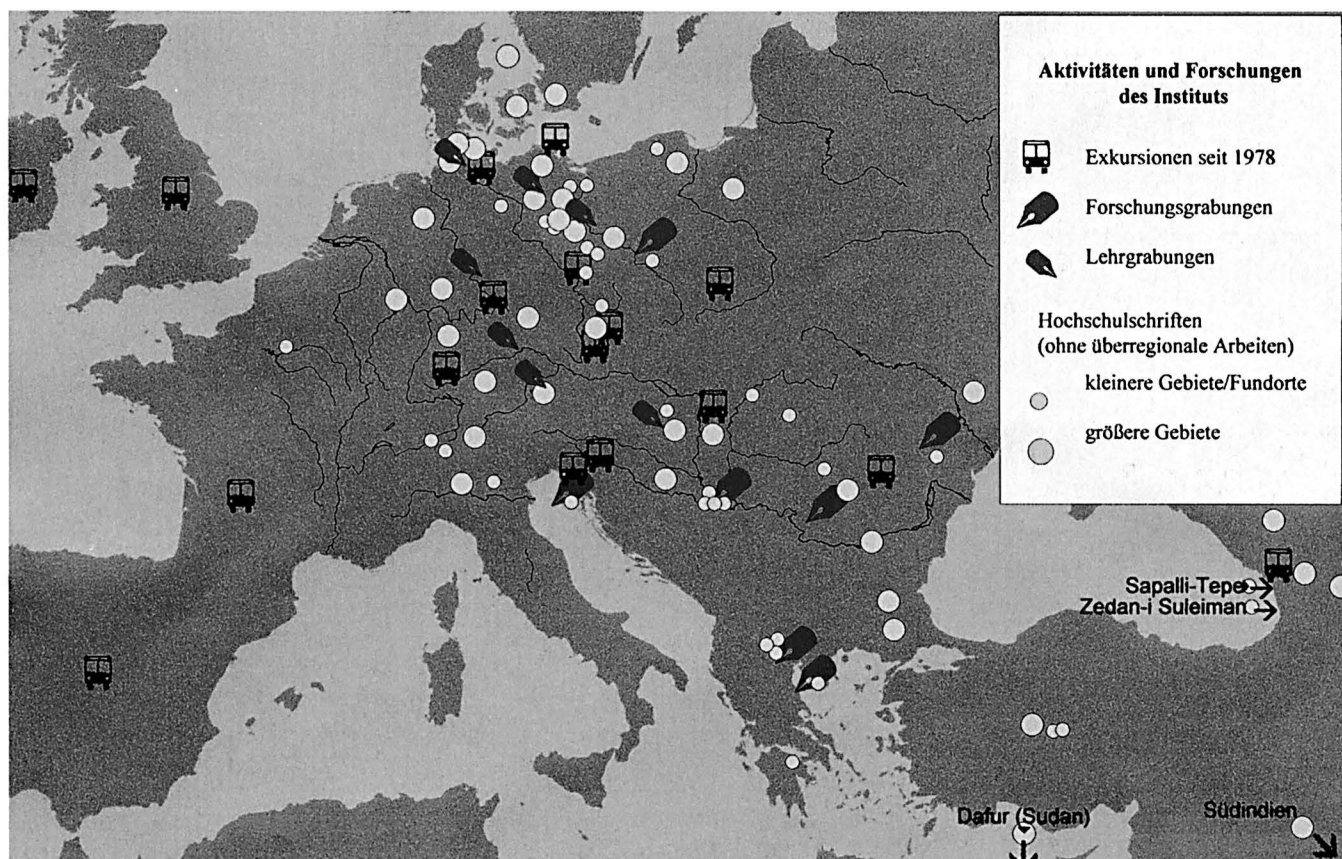 Aktivitäten und Forschungen
des Instituts
Exkursionen seit 1978
Forschungsgrabungen
Lehrgrabungen
Hochschulschriften
(ohne überregionale Arbeiten)
kleinere Gebiete/Fundorte
größere Gebiete
Sapalli-Tepe
Zedan-i Suleiman
Dafur (Sudan)
Südindien